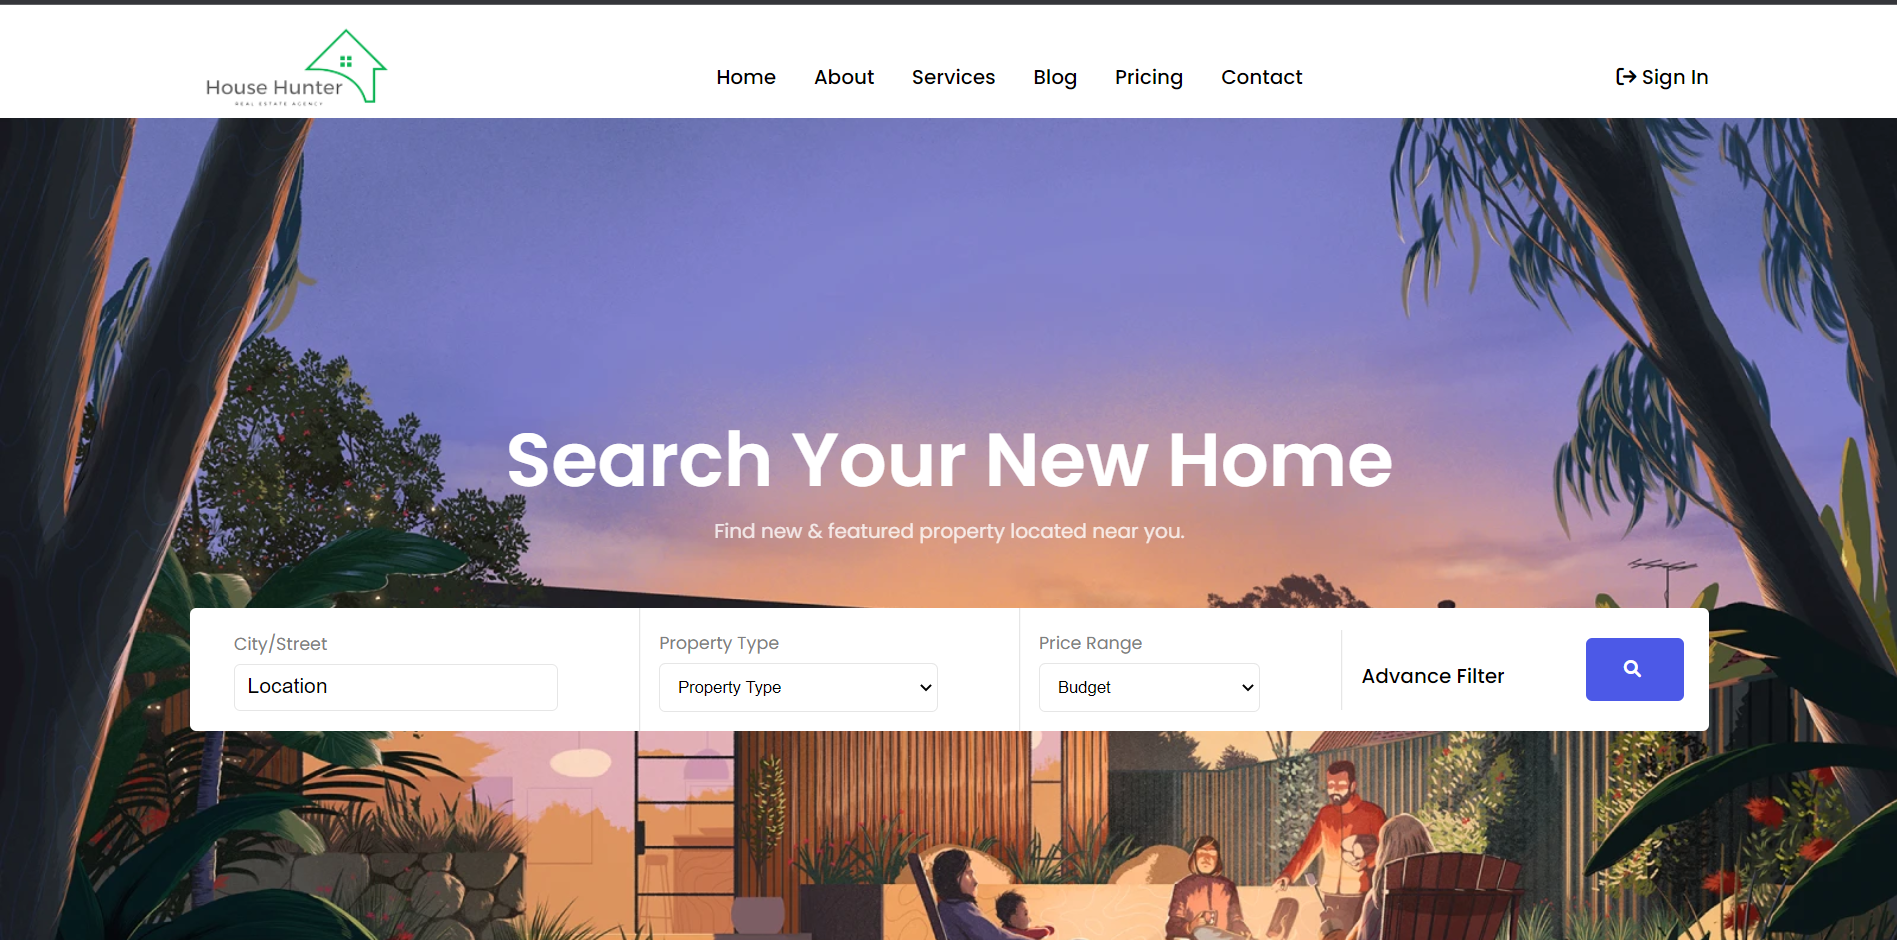 House Hunter
REAL ESTATE AGENCY
Home About Services Blog Pricing Contact
Sign In
Search Your New Home
Find new & featured property located near you.
City/Street
Location
Property Type
Property Type
Price Range
Budget
Advance Filter